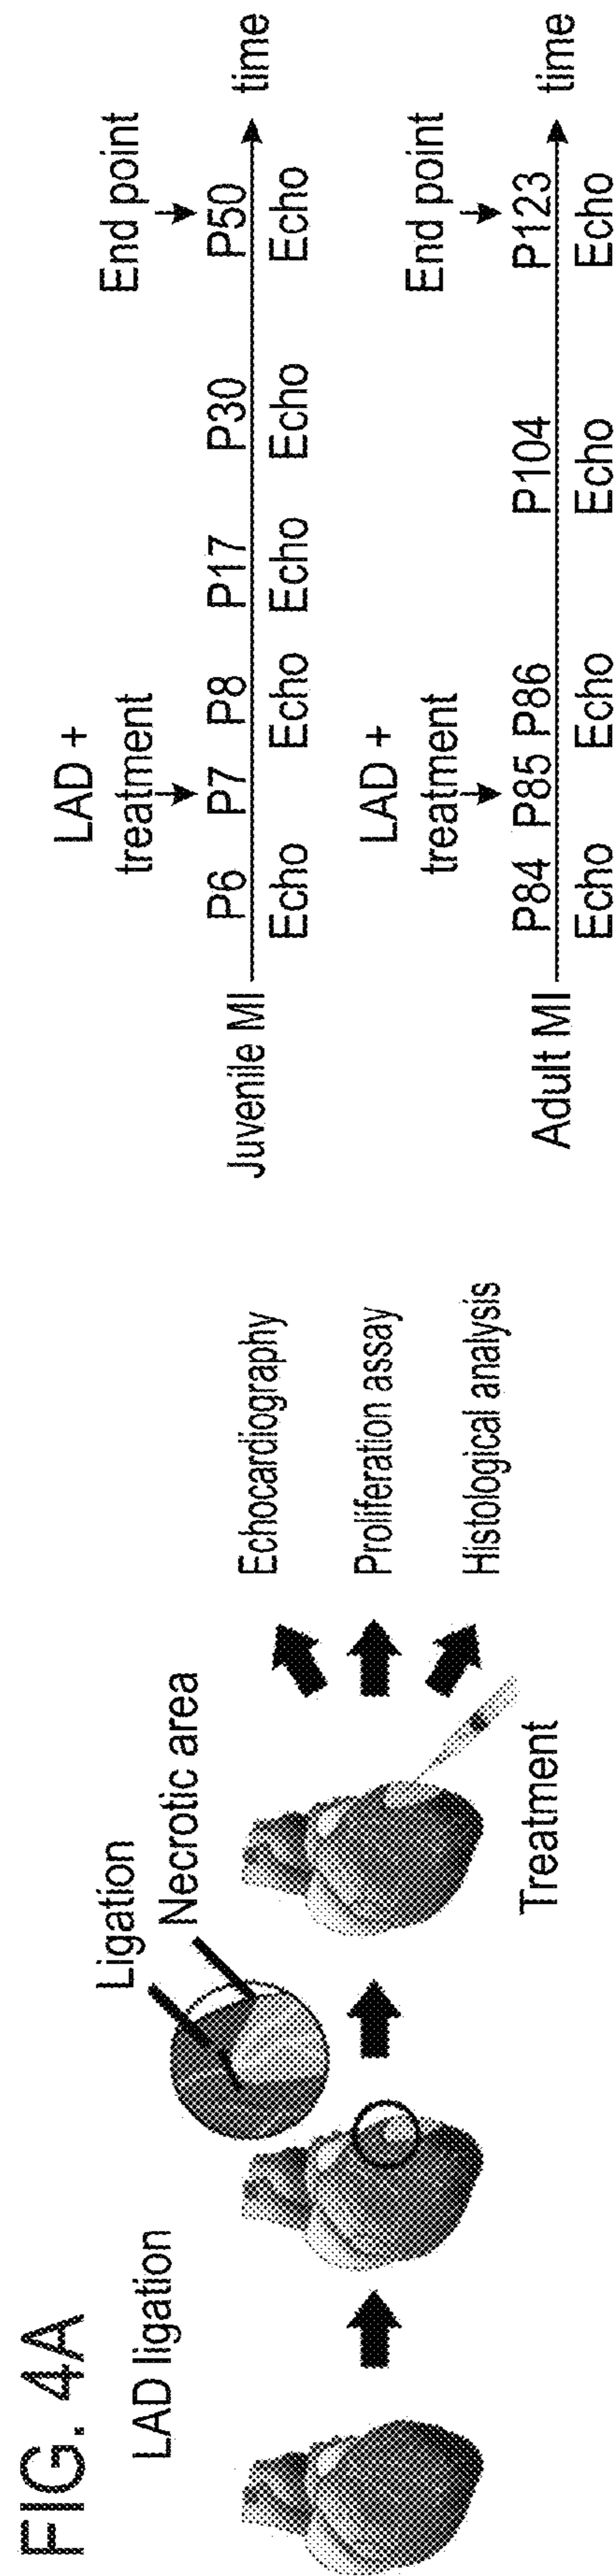 FIG. 4A
LAD ligation
Ligation
Necrotic area
Treatment
Echocardiography
Proliferation assay
Histological analysis
LAD +
treatment
End point
P6 P7 P8 P17 P30 P50
Juvenile MI
time
Echo Echo Echo Echo Echo
LAD +
treatment
End point
P84 P85 P86 P104 P123
Adult MI
time
Echo Echo Echo Echo